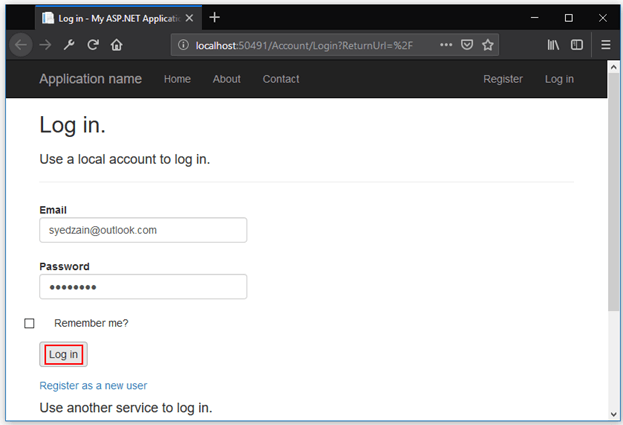 Log in - My ASP.NET Applicatio
localhost:50491/Account/Login?ReturnUrl=%2F
Application name Home About Contact Register Log in
Log in.
Use a local account to log in.
Email
syedzain@outlook.com
Password
Remember me?
Log in
Register as a new user
Use another service to log in.